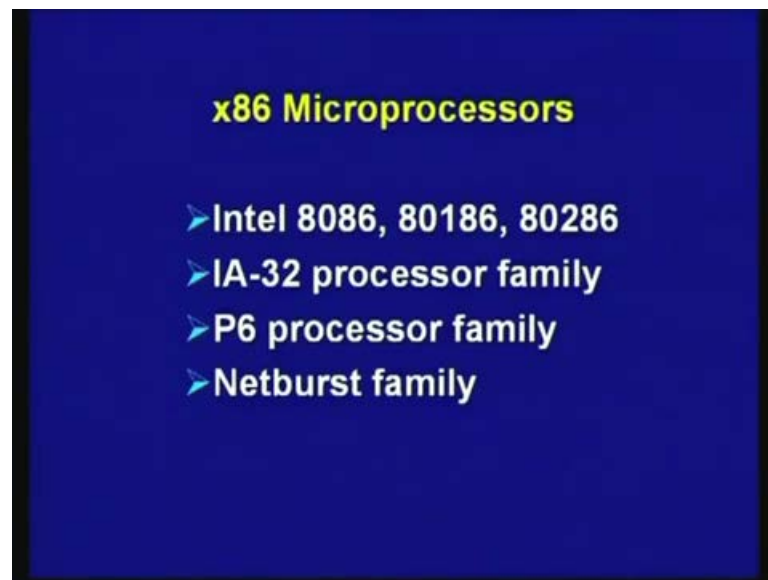 x86 Microprocessors
➢Intel 8086, 80186, 80286
➢IA-32 processor family
➢P6 processor family
➢Netburst family